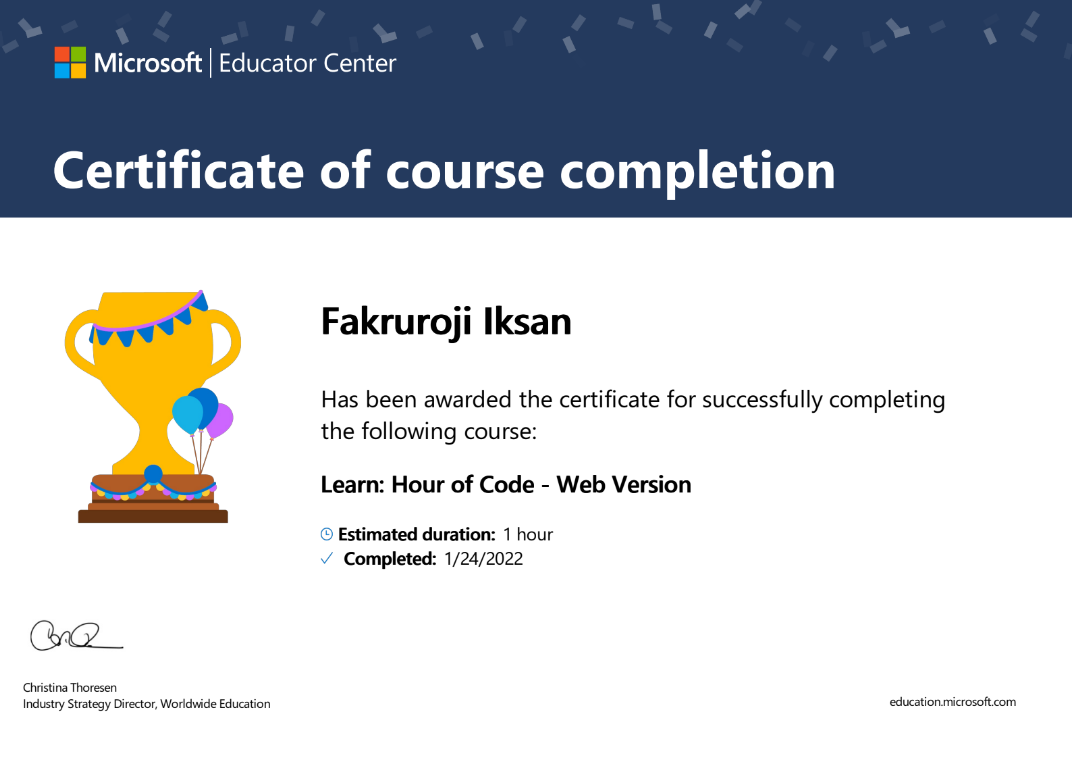 Microsoft | Educator Center
Certificate of course completion
Fakruroji Iksan
Has been awarded the certificate for successfully completing
the following course:
Learn: Hour of Code - Web Version
Estimated duration: 1 hour
Completed: 1/24/2022
Christina Thoresen
Industry Strategy Director, Worldwide Education
education.microsoft.com